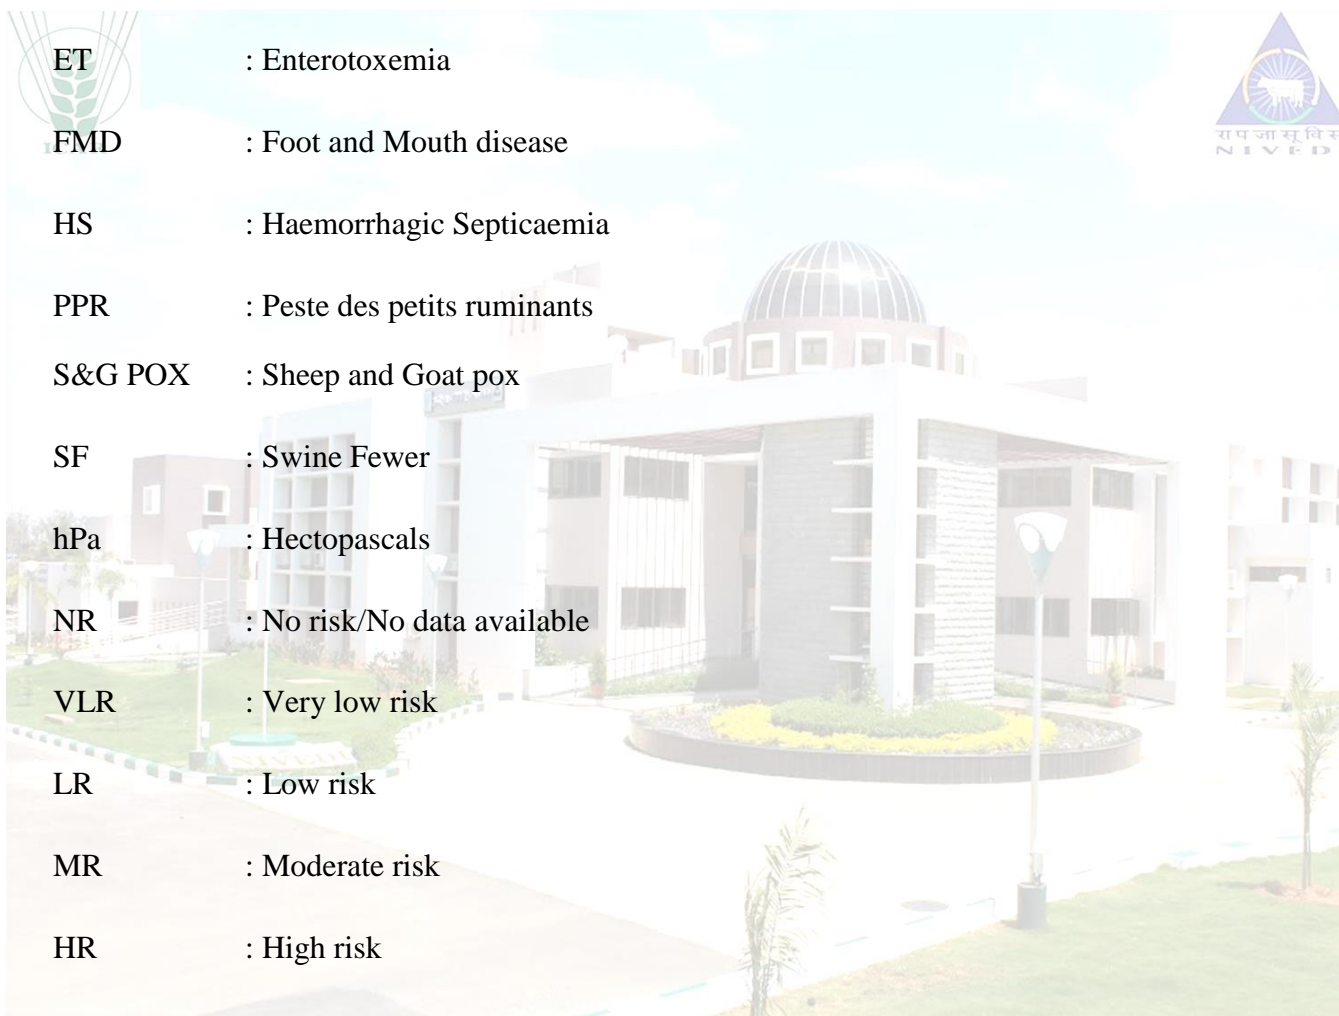 ET : Enterotoxemia
FMD : Foot and Mouth disease
HS : Haemorrhagic Septicaemia
PPR : Peste des petits ruminants
S&G POX : Sheep and Goat pox
SF : Swine Fewer
hPa : Hectopascals
NR : No risk/No data available
VLR : Very low risk
LR : Low risk
MR : Moderate risk
HR : High risk
रा प जा सू वि सं
NIVEDI
NIVEDI